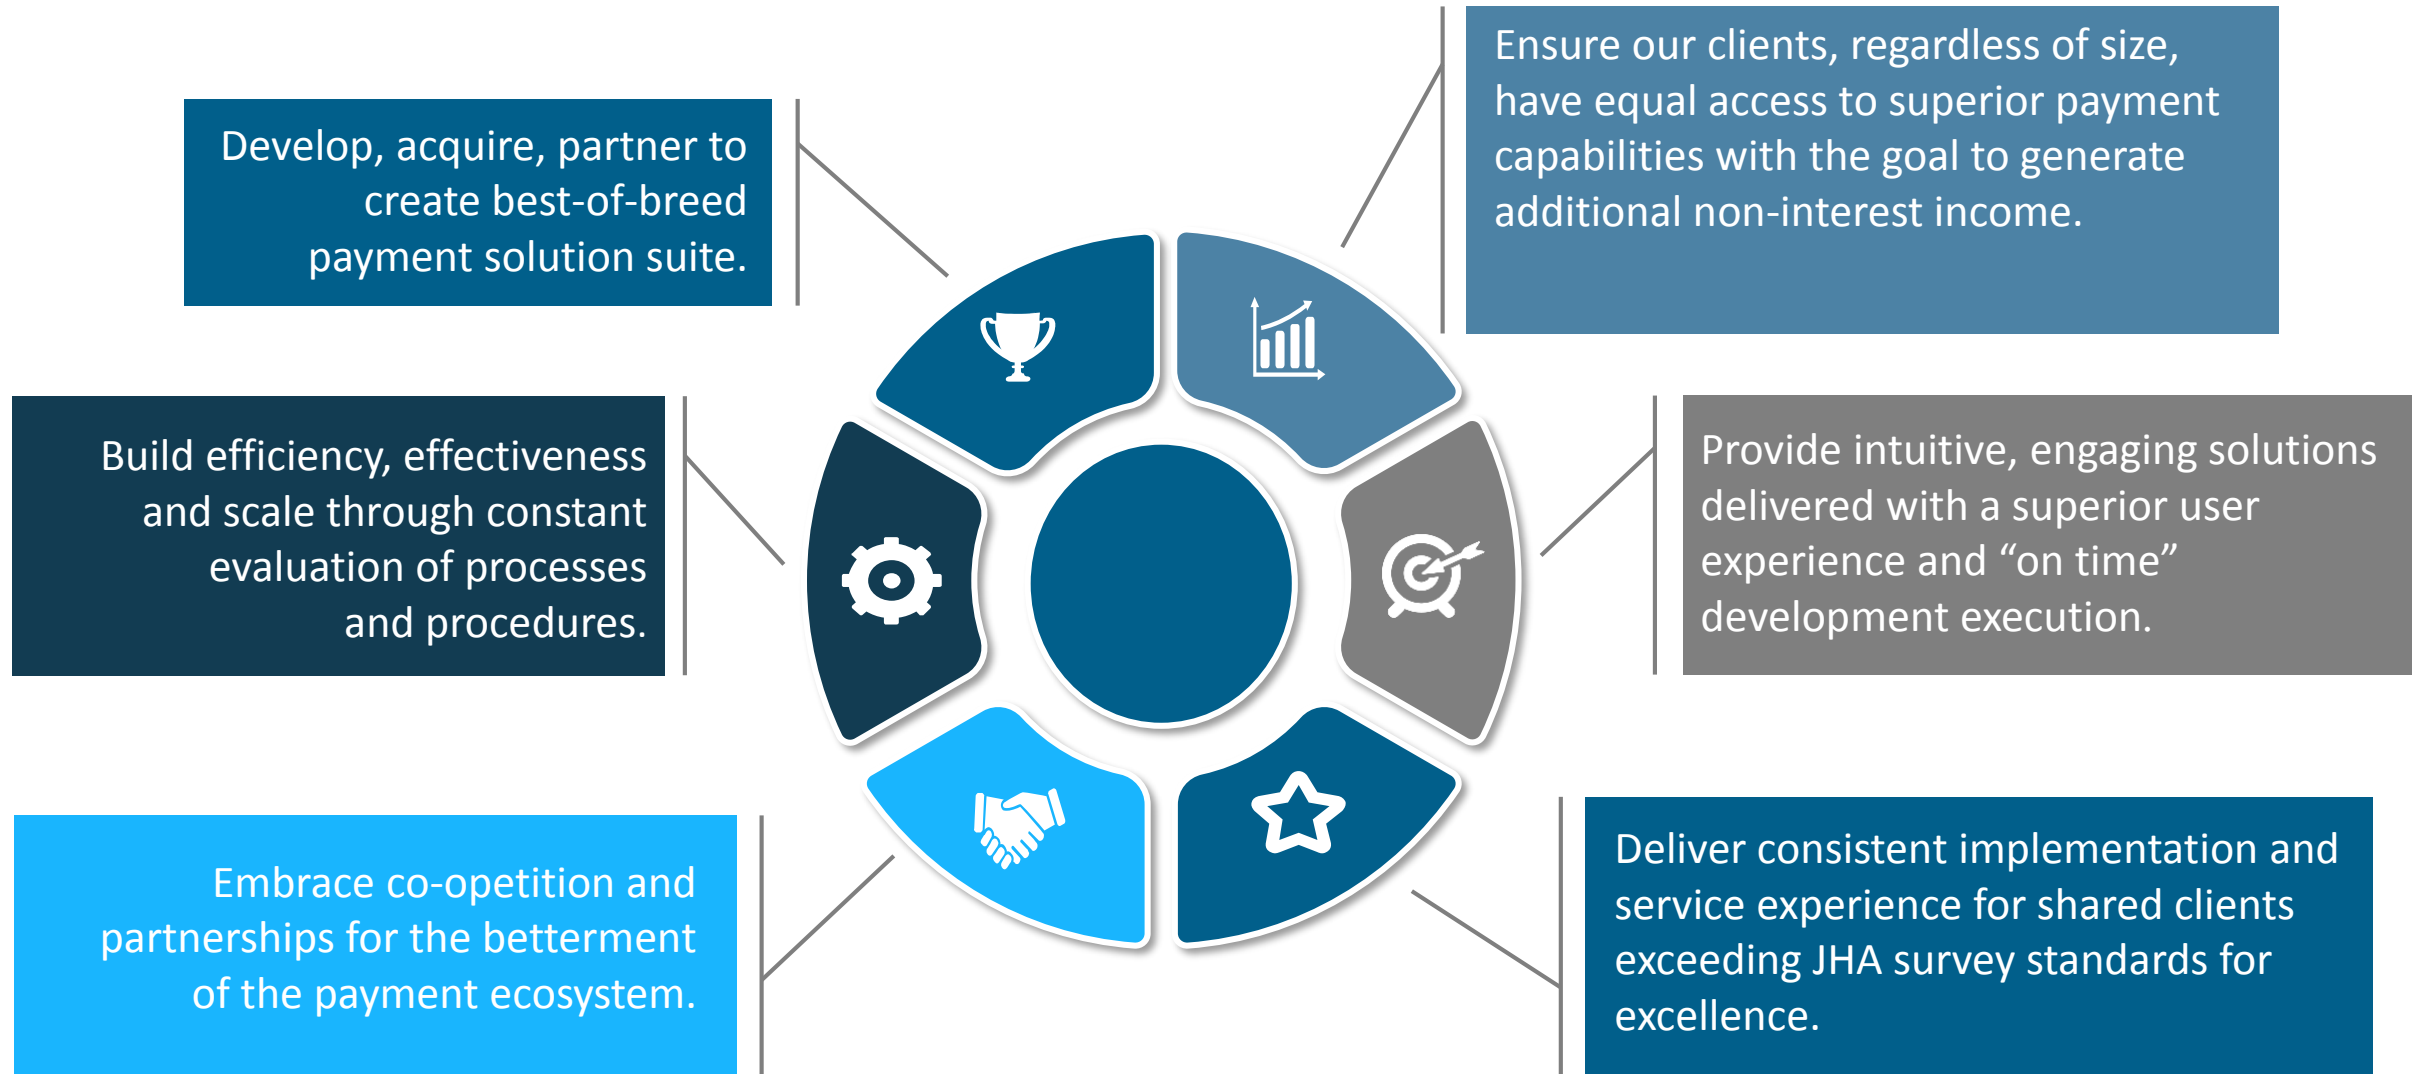 Develop, acquire, partner to
create best-of-breed
payment solution suite.
Ensure our clients, regardless of size,
have equal access to superior payment
capabilities with the goal to generate
additional non-interest income.
Build efficiency, effectiveness
and scale through constant
evaluation of processes
and procedures.
Provide intuitive, engaging solutions
delivered with a superior user
experience and “on time”
development execution.
Embrace co-opetition and
partnerships for the betterment
of the payment ecosystem.
Deliver consistent implementation and
service experience for shared clients
exceeding JHA survey standards for
excellence.